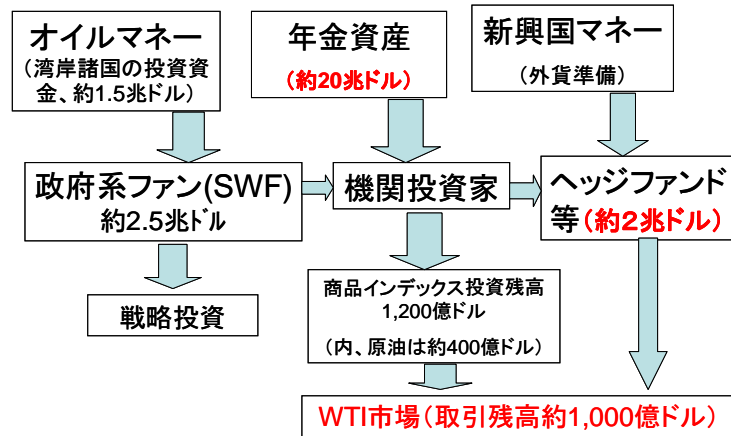 オイルマネー
(湾岸諸国の投資資
金、約1.5兆ドル)
年金資産
(約20兆ドル)
新興国マネー
(外貨準備)
政府系ファン(SWF)
約2.5兆ﾄﾞﾙ
機関投資家
ヘッジファンド
等(約2兆ドル)
戦略投資
商品インデックス投資残高
1,200億ドル
(内、原油は約400億ドル)
WTI市場(取引残高約1,000億ドル)